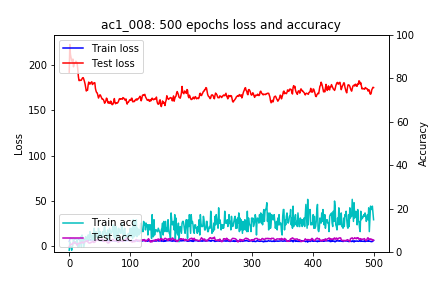 ac1_008: 500 epochs loss and accuracy
Train loss
Test loss
Train acc
Test acc
Loss
Accuracy
200
150
100
50
0
100
80
60
40
20
0
0
100
200
300
400
500